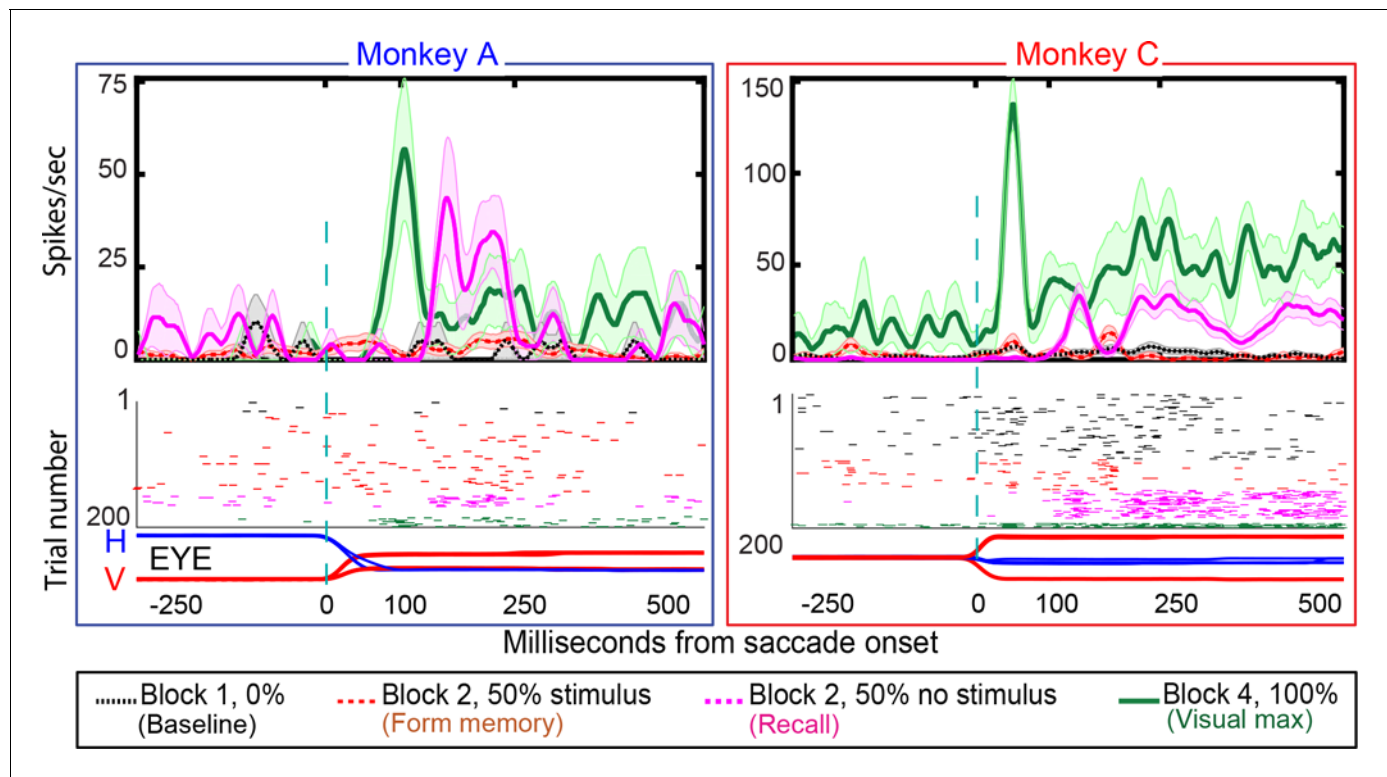 Monkey A
Monkey C
Spikes/sec
75
50
25
0
150
100
50
0
Trial number
1
200
1
200
H
EYE
V
-250 0 100 250 500
-250 0 100 250 500
Milliseconds from saccade onset
Block 1, 0% Block 2, 50% stimulus Block 2, 50% no stimulus Block 4, 100%
(Baseline) (Form memory) (Recall) (Visual max)